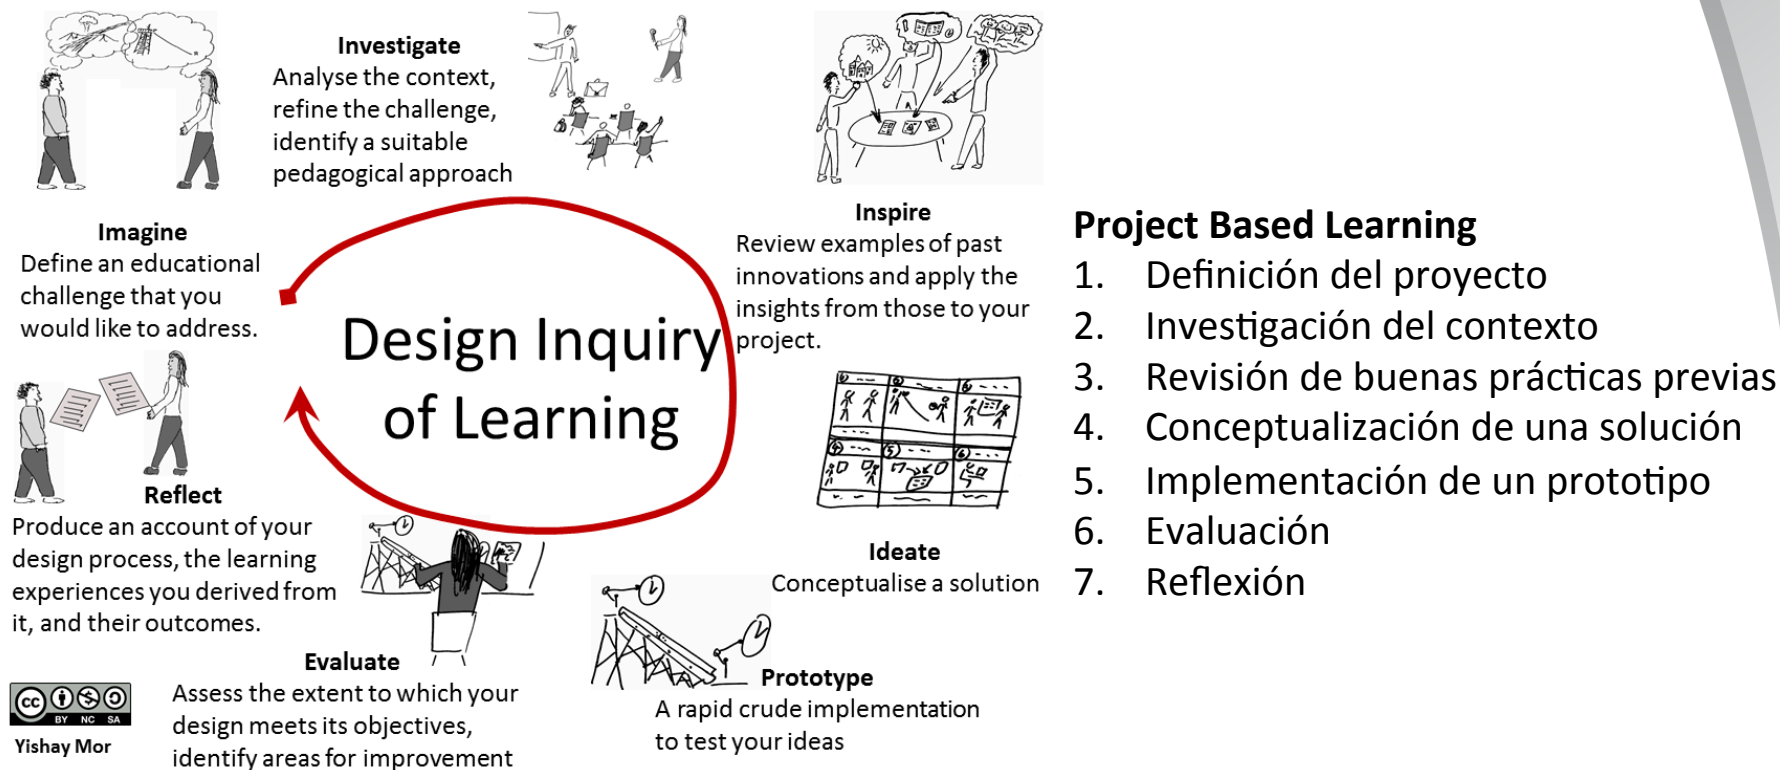 Investigate
Analyse the context,
refine the challenge,
identify a suitable
pedagogical approach
Imagine
Define an educational
challenge that you
would like to address.
Inspire
Review examples of past
innovations and apply the
insights from those to your
project.
Design Inquiry
of Learning
Reflect
Produce an account of your
design process, the learning
experiences you derived from
it, and their outcomes.
Ideate
Conceptualise a solution
Evaluate
Assess the extent to which your
design meets its objectives,
identify areas for improvement
Prototype
A rapid crude implementation
to test your ideas
cc
BY NC SA
Yishay Mor
Project Based Learning
1. Definición del proyecto
2. Investigación del contexto
3. Revisión de buenas prácticas previas
4. Conceptualización de una solución
5. Implementación de un prototipo
6. Evaluación
7. Reflexión